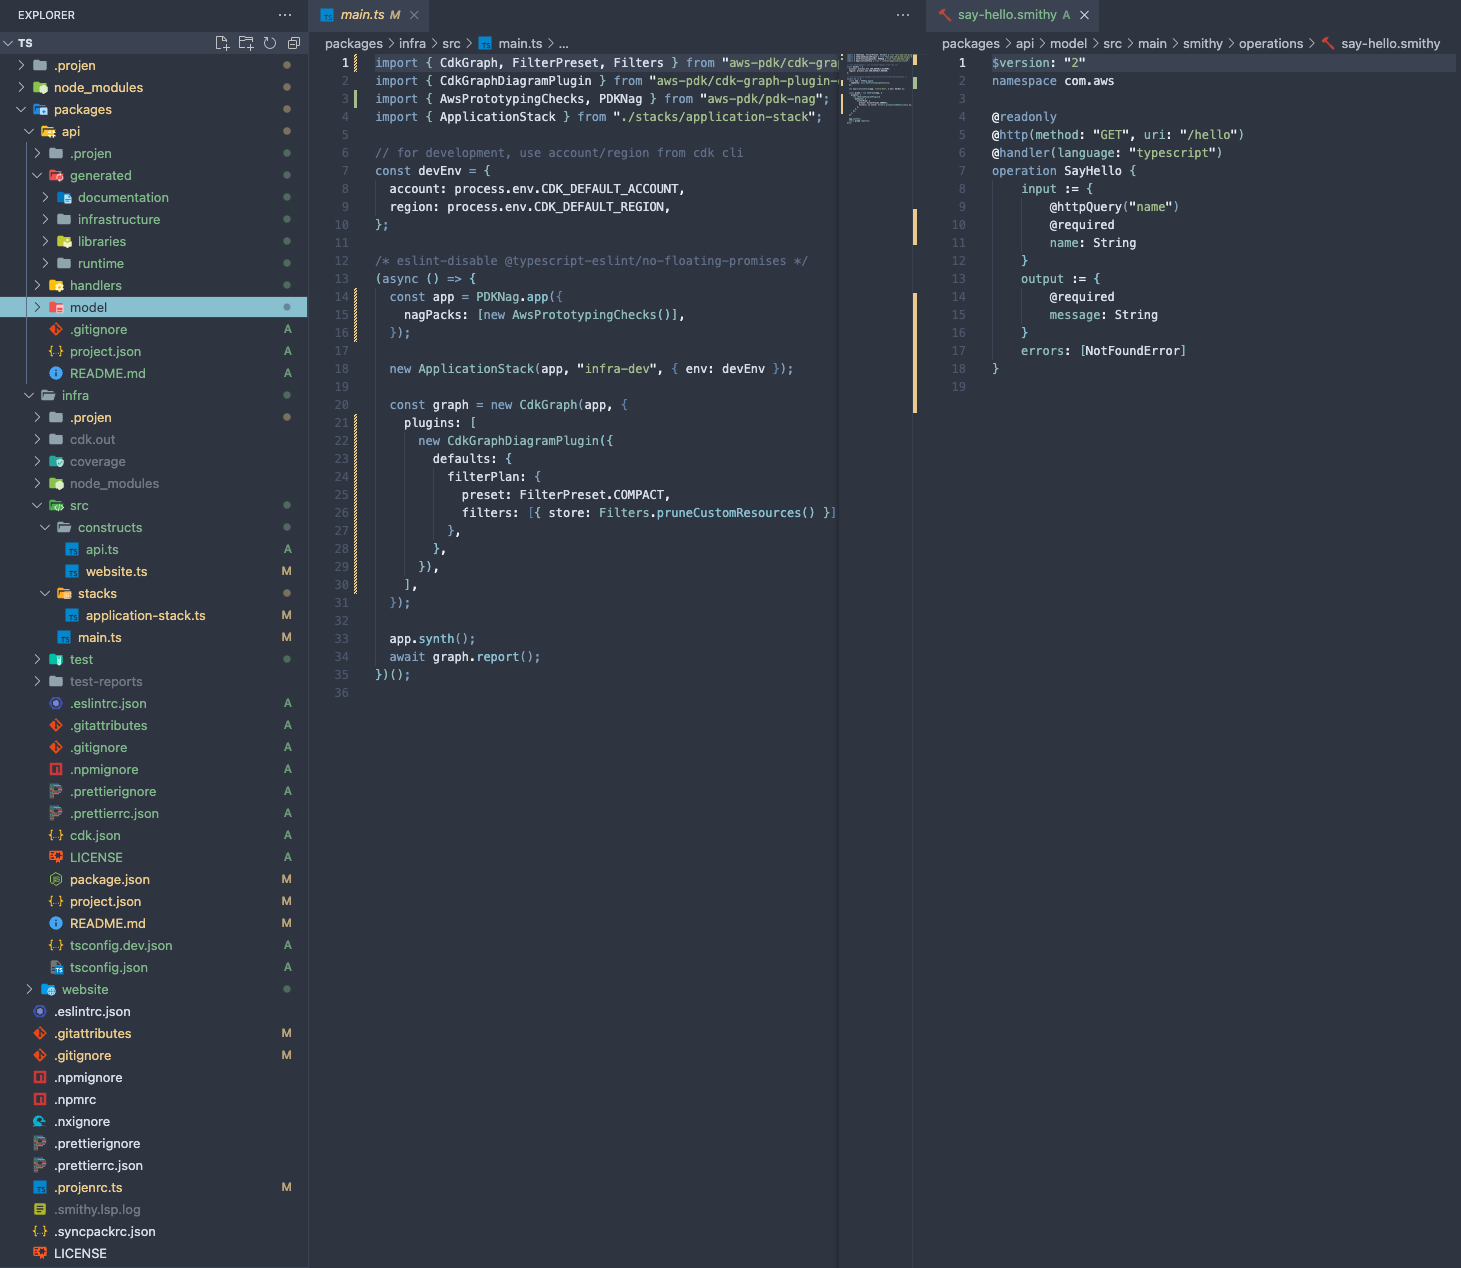 EXPLORER
TS
.projen
node_modules
packages
api
.projen
generated
documentation
infrastructure
libraries
runtime
handlers
model
.gitignore A
project.json A
README.md A
infra
.projen
cdk.out
coverage
node_modules
src
constructs
api.ts A
website.ts M
stacks
application-stack.ts M
main.ts M
test
test-reports
.eslintrc.json A
.gitattributes A
.gitignore A
.npmignore A
.prettierignore A
.prettierrc.json A
cdk.json A
LICENSE A
package.json M
project.json M
README.md M
tsconfig.dev.json A
tsconfig.json A
website
.eslintrc.json
.gitattributes M
.gitignore M
.npmignore
.npmrc
.nxignore
.prettierignore
.prettierrc.json
.projenrc.ts M
.smithy.lsp.log
.syncpackrc.json
LICENSE
main.ts M
packages > infra > src > main.ts > ...
1 import { CdkGraph, FilterPreset, Filters } from "aws-pdk/cdk-gra
2 import { CdkGraphDiagramPlugin } from "aws-pdk/cdk-graph-plugin-
3 import { AwsPrototypingChecks, PDKNag } from "aws-pdk/pdk-nag";
4 import { ApplicationStack } from "./stacks/application-stack";
5
6 // for development, use account/region from cdk cli
7 const devEnv = {
8 account: process.env.CDK_DEFAULT_ACCOUNT,
9 region: process.env.CDK_DEFAULT_REGION,
10 };
11
12 /* eslint-disable @typescript-eslint/no-floating-promises */
13 (async () => {
14 const app = PDKNag.app({
15 nagPacks: [new AwsPrototypingChecks()],
16 });
17
18 new ApplicationStack(app, "infra-dev", { env: devEnv });
19
20 const graph = new CdkGraph(app, {
21 plugins: [
22 new CdkGraphDiagramPlugin({
23 defaults: {
24 filterPlan: {
25 preset: FilterPreset.COMPACT,
26 filters: [{ store: Filters.pruneCustomResources() }]
27 },
28 },
29 }),
30 ],
31 });
32
33 app.synth();
34 await graph.report();
35 })();
36
say-hello.smithy A
packages > api > model > src > main > smithy > operations > say-hello.smithy
1 $version: "2"
2 namespace com.aws
3
4 @readonly
5 @http(method: "GET", uri: "/hello")
6 @handler(language: "typescript")
7 operation SayHello {
8 input := {
9 @httpQuery("name")
10 @required
11 name: String
12 }
13 output := {
14 @required
15 message: String
16 }
17 errors: [NotFoundError]
18 }
19